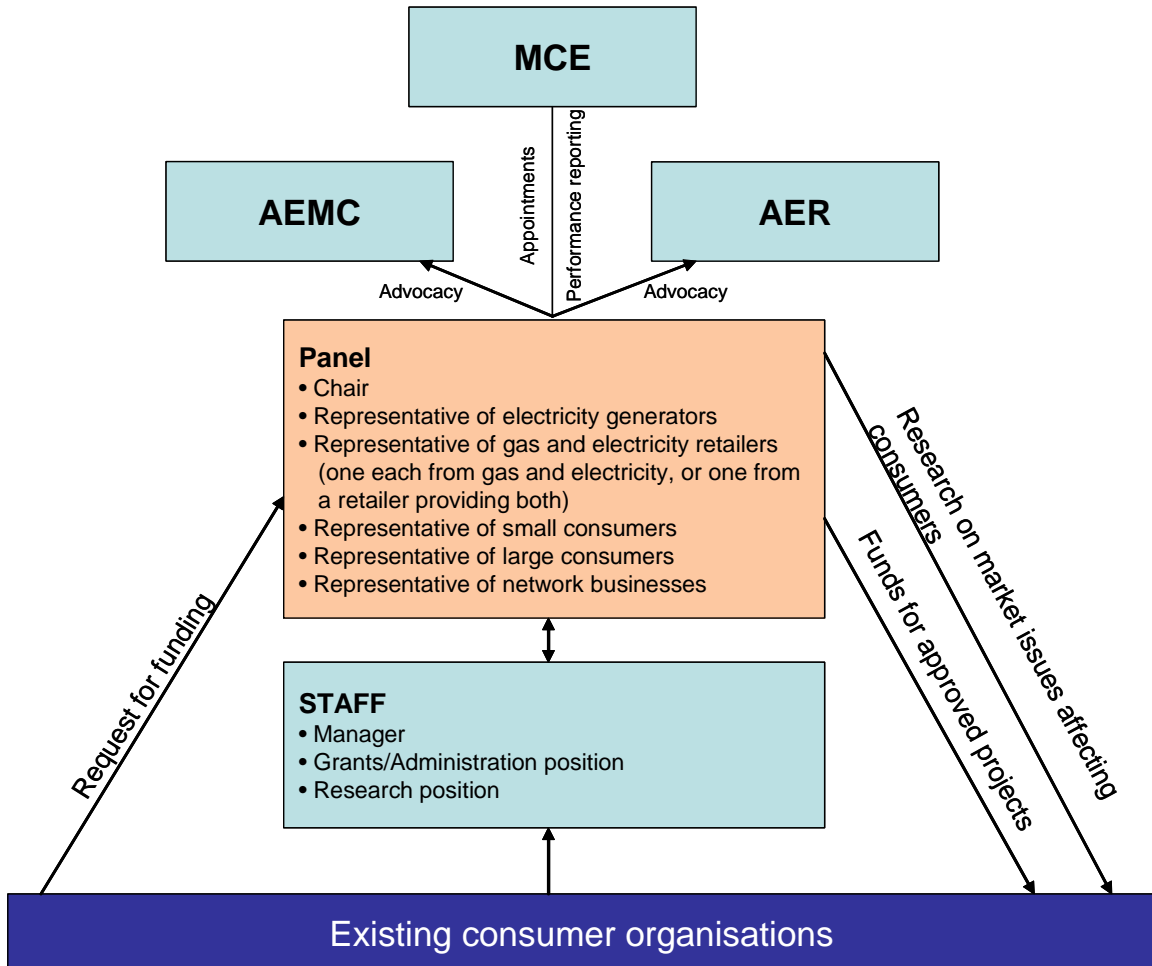 MCE
AEMC
AER
Appointments
Performance reporting
Advocacy
Advocacy
Panel
• Chair
• Representative of electricity generators
• Representative of gas and electricity retailers
(one each from gas and electricity, or one from
a retailer providing both)
• Representative of small consumers
• Representative of large consumers
• Representative of network businesses
Request for funding
Research on market issues affecting
consumers
Funds for approved projects
STAFF
• Manager
• Grants/Administration position
• Research position
Existing consumer organisations